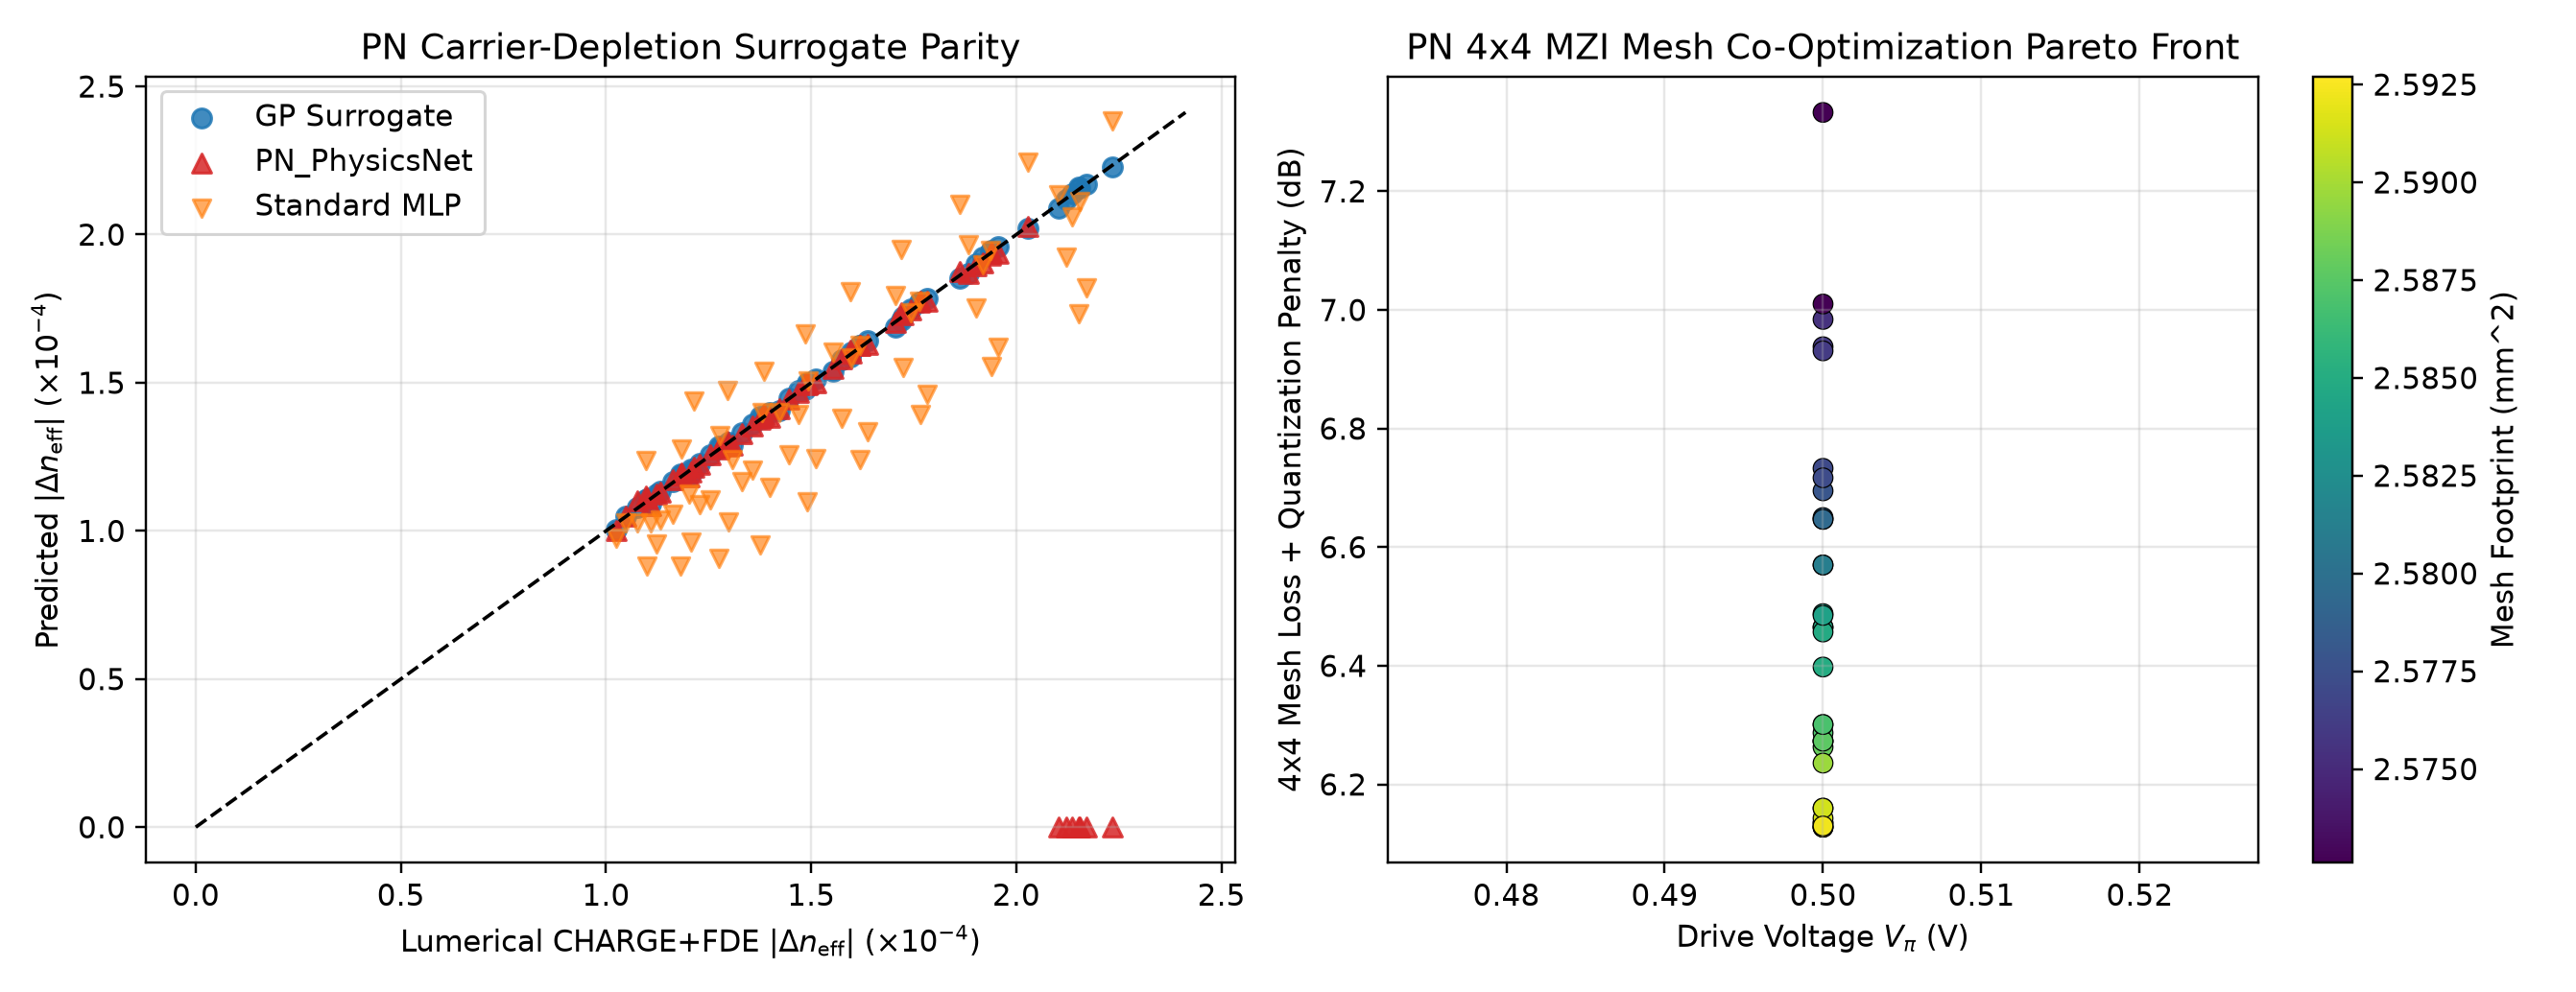 PN Carrier-Depletion Surrogate Parity
GP Surrogate
PN_PhysicsNet
Standard MLP
Predicted |Δn_eff| (×10⁻⁴)
2.5
2.0
1.5
1.0
0.5
0.0
0.0 0.5 1.0 1.5 2.0 2.5
Lumerical CHARGE+FDE |Δn_eff| (×10⁻⁴)
PN 4x4 MZI Mesh Co-Optimization Pareto Front
4x4 Mesh Loss + Quantization Penalty (dB)
7.2
7.0
6.8
6.6
6.4
6.2
0.48 0.49 0.50 0.51 0.52
Drive Voltage V_π (V)
2.5925
2.5900
2.5875
2.5850
2.5825
2.5800
2.5775
2.5750
Mesh Footprint (mm^2)